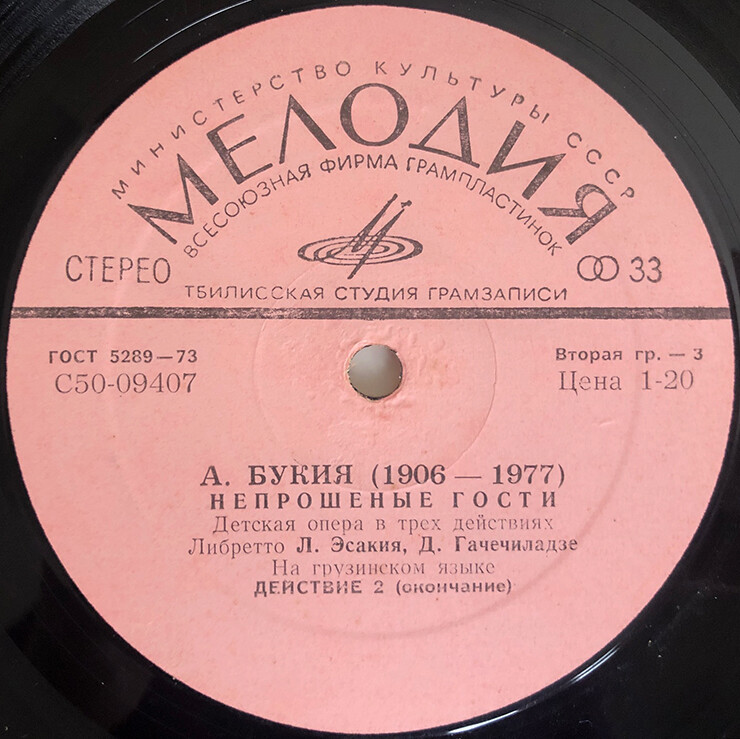 МИНИСТЕРСТВО КУЛЬТУРЫ СССР
МЕЛОДИЯ
ВСЕСОЮЗНАЯ ФИРМА ГРАМПЛАСТИНОК
СТЕРЕО
33
ТБИЛИССКАЯ СТУДИЯ ГРАМЗАПИСИ
ГОСТ 5289—73
Вторая гр. — 3
С50-09407
Цена 1-20
А. БУКИЯ (1906 — 1977)
НЕПРОШЕНЫЕ ГОСТИ
Детская опера в трех действиях
Либретто Л. Эсакия, Д. Гачечиладзе
На грузинском языке
ДЕЙСТВИЕ 2 (окончание)